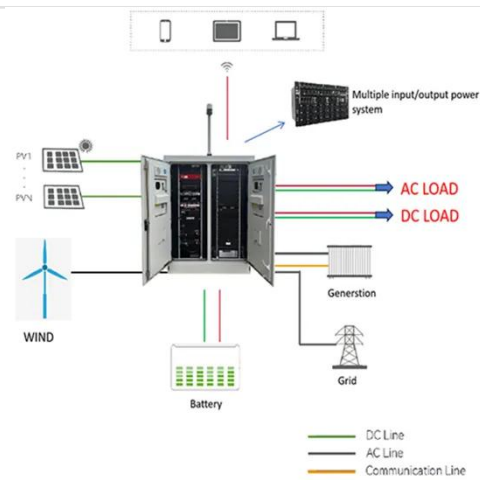 Multiple input/output power
system
PV1
PVN
AC LOAD
DC LOAD
WIND
Generstion
Grid
Battery
DC Line
AC Line
Communication Line